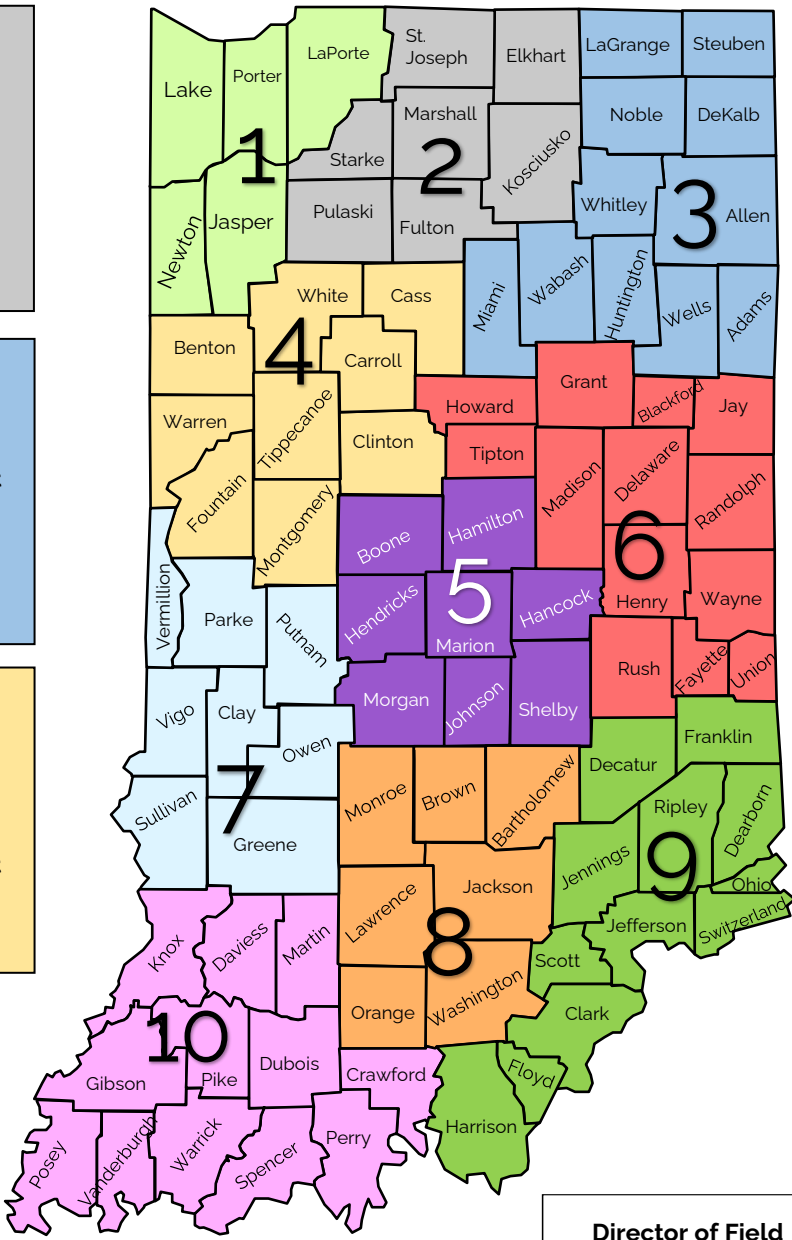 St.
Joseph
Elkhart
LaGrange
Steuben
LaPorte
Porter
Lake
Marshall
Noble
DeKalb
1
Starke
2
Kosciusko
Whitley
3
Allen
Newton
Jasper
Pulaski
Fulton
White
Cass
Miami
Wabash
Huntington
Wells
Adams
Benton
4
Carroll
Grant
Warren
Tippecanoe
Howard
Blackford
Jay
Clinton
Tipton
Fountain
Montgomery
Madison
Delaware
Randolph
Boone
Hamilton
6
Vermillion
Parke
Putnam
Hendricks
5
Marion
Hancock
Henry
Wayne
Rush
Fayette
Union
Vigo
Clay
Owen
Morgan
Johnson
Shelby
Franklin
Decatur
7
Sullivan
Greene
Monroe
Brown
Bartholomew
Ripley
Dearborn
Jennings
9
Ohio
Lawrence
Jackson
Jefferson
Switzerland
Knox
Daviess
Martin
8
Scott
Orange
Washington
Clark
10
Gibson
Pike
Dubois
Crawford
Floyd
Harrison
Posey
Vanderburgh
Warrick
Spencer
Perry
Director of Field